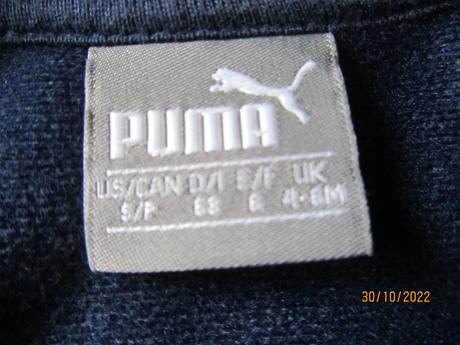 PUMA
US/CAN D/I E/F UK
S/P 68 6 4-6M
30/10/2022